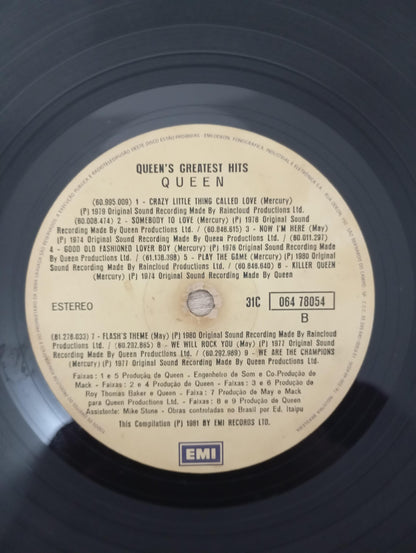 QUEEN'S GREATEST HITS
QUEEN
(60.995.009) 1 - CRAZY LITTLE THING CALLED LOVE (Mercury)
(P) 1979 Original Sound Recording Made By Raincloud Productions Ltd. /
(60.008.474) 2 - SOMEBODY TO LOVE (Mercury) (P) 1976 Sound
Recording Made By Queen Productions Ltd. / (60.846.615) 3 - NOW I'M HERE (May)
(P) 1974 Original Sound Recording Made By Queen Productions Ltd. / (60.011.297)
4 - GOOD OLD FASHIONED LOVER BOY (Mercury) (P) 1976 Original Sound Recording Made
By Queen Productions Ltd. / (61.136.398) 5 - PLAY THE GAME (Mercury) (P) 1980 Original
Sound Recording Made By Raincloud Productions Ltd. / (60.846.640) 6 - KILLER QUEEN
(Mercury) (P) 1974 Original Sound Recording Made By Queen Productions Ltd.
ESTEREO
31C 064 78054
B
(61.278.033) 7 - FLASH'S THEME (May) (P) 1980 Original Sound Recording Made By Raincloud
Productions Ltd. / (60.292.865) 8 - WE WILL ROCK YOU (May) (P) 1977 Original Sound
Recording Made By Queen Productions Ltd. / (60.292.989) 9 - WE ARE THE CHAMPIONS
(Mercury) (P) 1977 Original Sound Recording Made By Queen Productions Ltd.
Faixas: 1 e 5 Produção de Queen - Engenheiro de Som e Co-Produção de
Mack - Faixas: 2 e 4 Produção de Queen - Faixas: 3 e 6 Produção de
Roy Thomas Baker e Queen - Faixa: 7 Produção de May e Mack
para Queen Productions Ltd. - Faixas: 8 e 9 Produção de Queen
Assistente: Mike Stone - Obras controladas no Brasil por Ed. Itaipu
This Compilation (P) 1981 BY EMI RECORDS LTD.
EMI